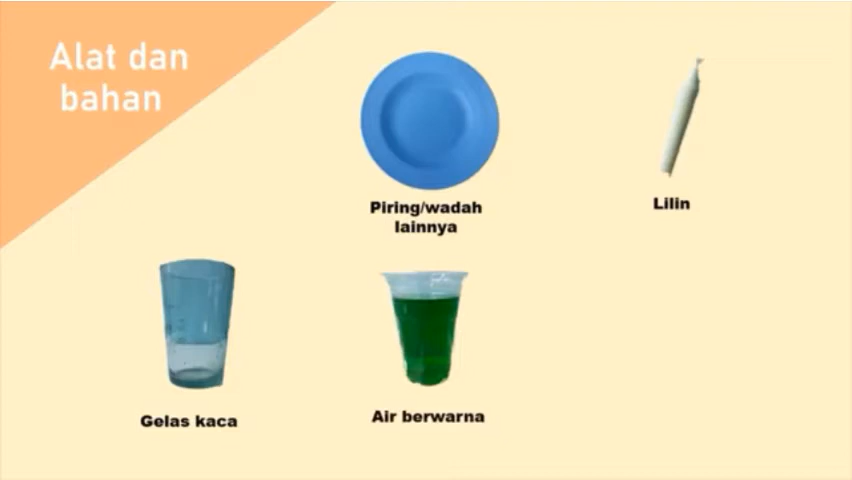 Alat dan
bahan
Piring/wadah
lainnya
Lilin
Gelas kaca
Air berwarna